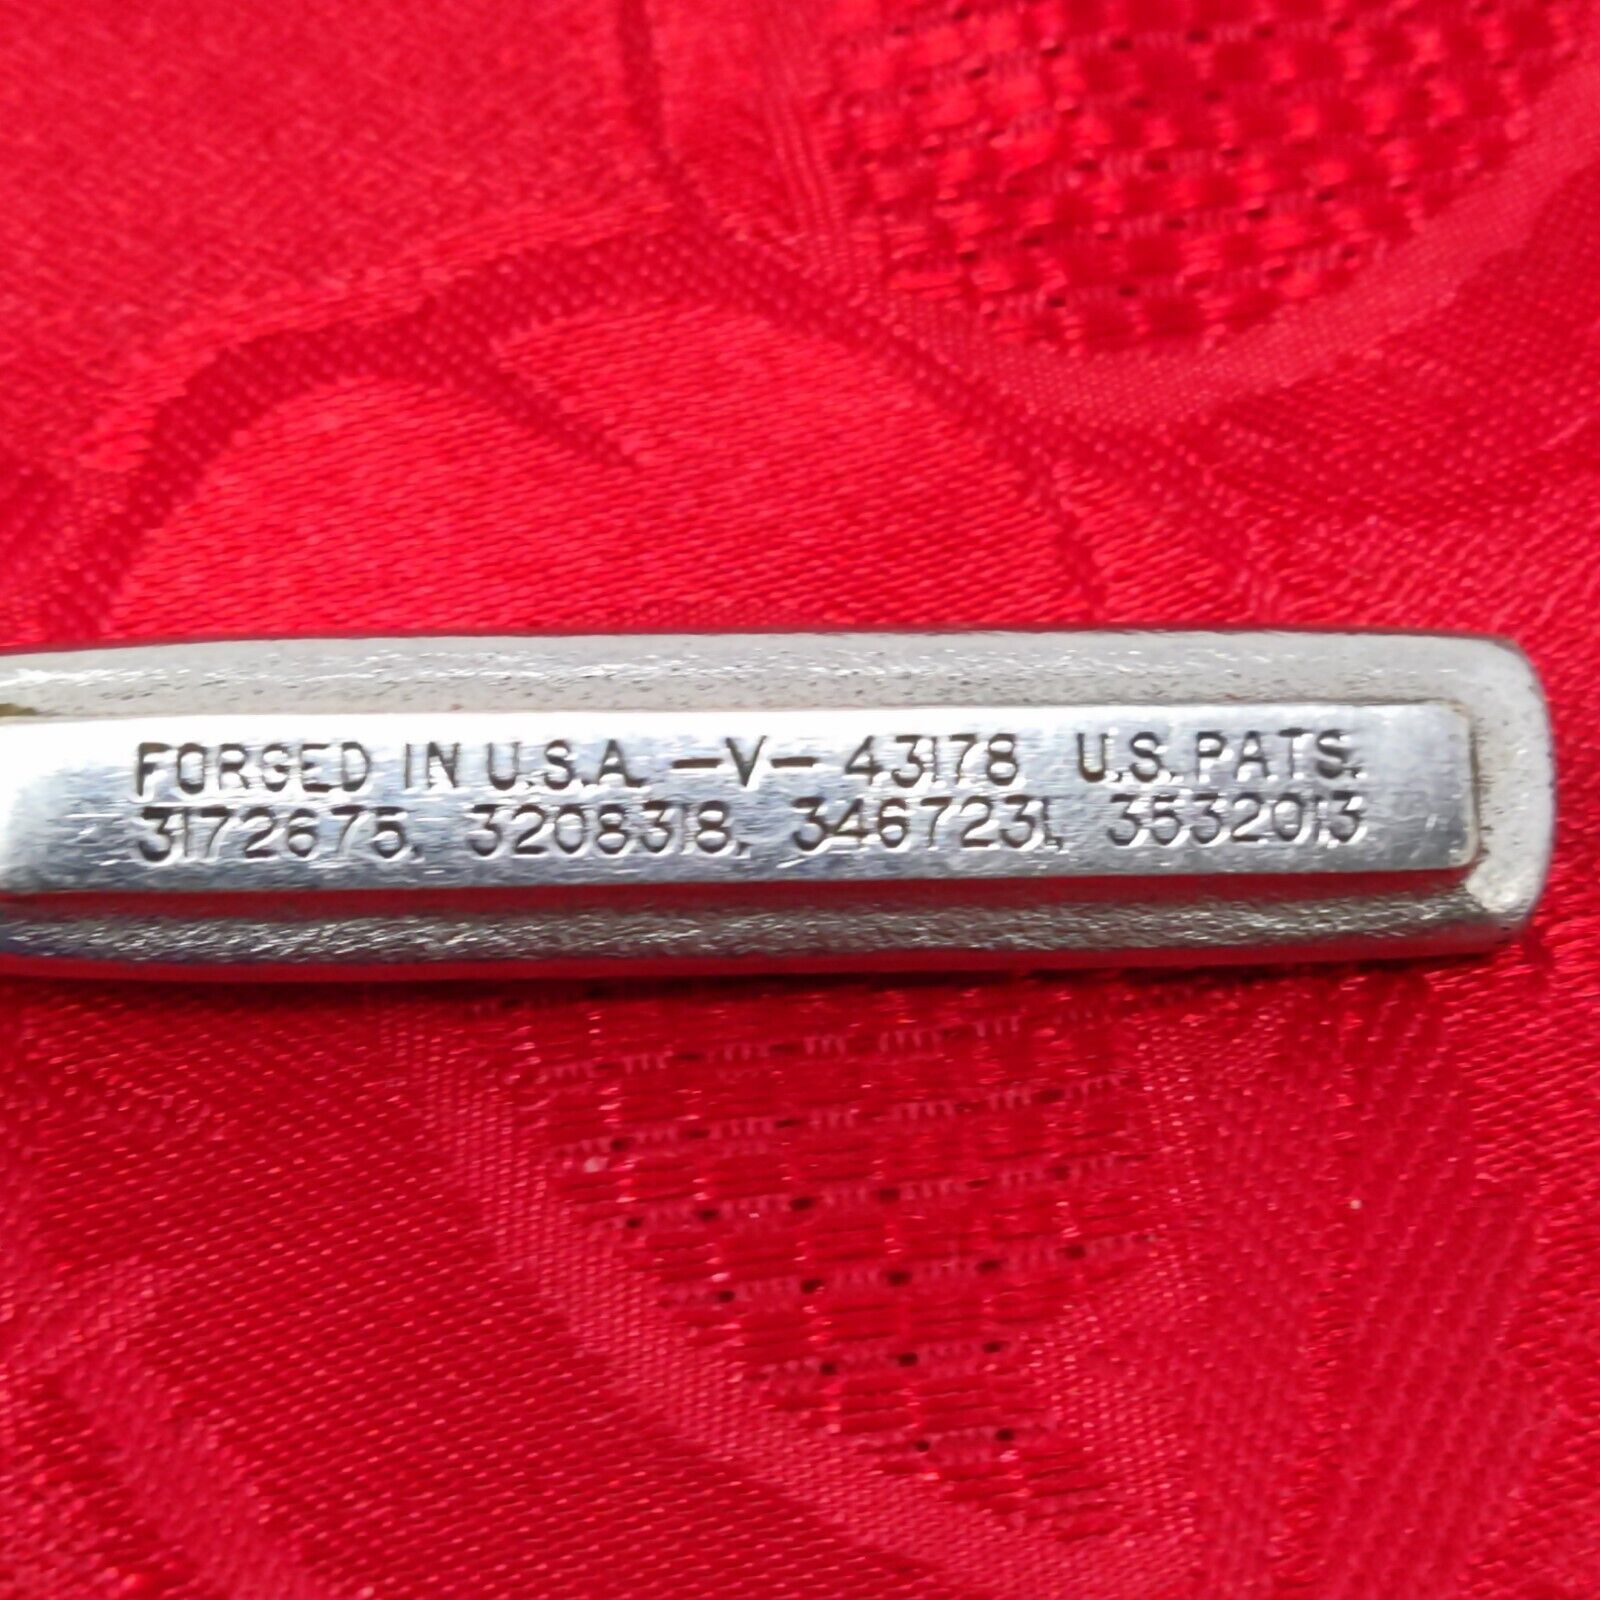 FORGED IN U.S.A. -V- 43178 U.S. PATS.
3172675, 3208318, 3467231, 3532013